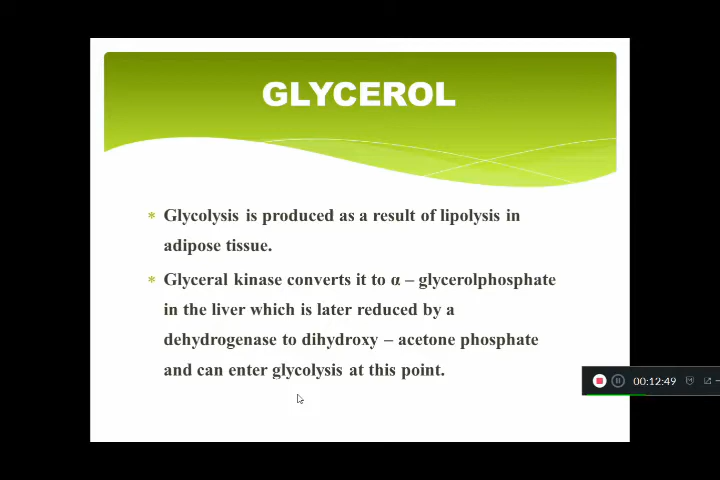 GLYCEROL
* Glycolysis is produced as a result of lipolysis in
adipose tissue.
* Glyceral kinase converts it to α – glycerolphosphate
in the liver which is later reduced by a
dehydrogenase to dihydroxy – acetone phosphate
and can enter glycolysis at this point.
00:12:49